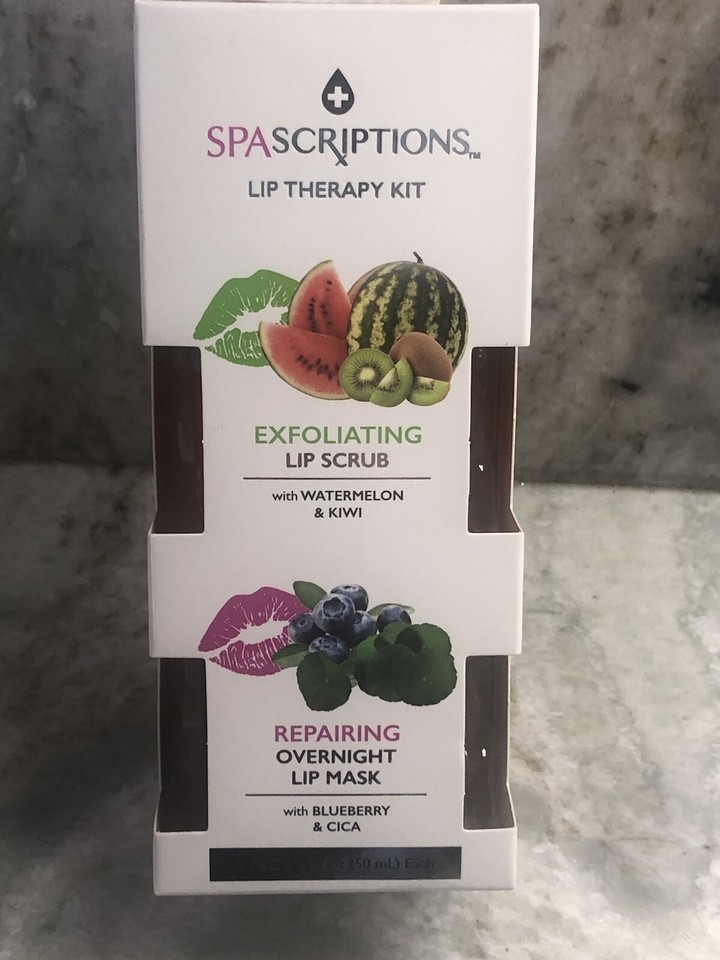 SPASCRIPTIONS™
LIP THERAPY KIT
EXFOLIATING
LIP SCRUB
with WATERMELON
& KIWI
REPAIRING
OVERNIGHT
LIP MASK
with BLUEBERRY
& CICA
oz (50 mL) Each